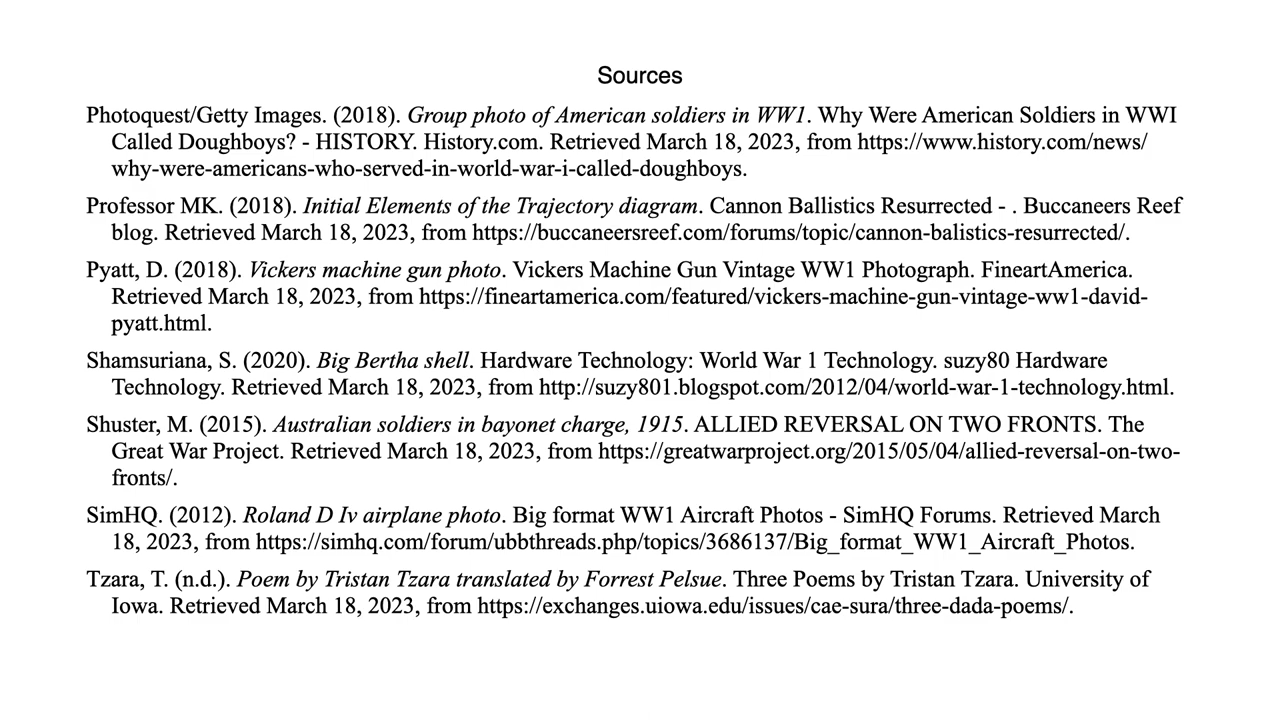 Sources
Photoquest/Getty Images. (2018). Group photo of American soldiers in WW1. Why Were American Soldiers in WWI
Called Doughboys? - HISTORY. History.com. Retrieved March 18, 2023, from https://www.history.com/news/
why-were-americans-who-served-in-world-war-i-called-doughboys.
Professor MK. (2018). Initial Elements of the Trajectory diagram. Cannon Ballistics Resurrected - . Buccaneers Reef
blog. Retrieved March 18, 2023, from https://buccaneersreef.com/forums/topic/cannon-balistics-resurrected/.
Pyatt, D. (2018). Vickers machine gun photo. Vickers Machine Gun Vintage WW1 Photograph. FineartAmerica.
Retrieved March 18, 2023, from https://fineartamerica.com/featured/vickers-machine-gun-vintage-ww1-david-
pyatt.html.
Shamsuriana, S. (2020). Big Bertha shell. Hardware Technology: World War 1 Technology. suzy80 Hardware
Technology. Retrieved March 18, 2023, from http://suzy801.blogspot.com/2012/04/world-war-1-technology.html.
Shuster, M. (2015). Australian soldiers in bayonet charge, 1915. ALLIED REVERSAL ON TWO FRONTS. The
Great War Project. Retrieved March 18, 2023, from https://greatwarproject.org/2015/05/04/allied-reversal-on-two-
fronts/.
SimHQ. (2012). Roland D Iv airplane photo. Big format WW1 Aircraft Photos - SimHQ Forums. Retrieved March
18, 2023, from https://simhq.com/forum/ubbthreads.php/topics/3686137/Big_format_WW1_Aircraft_Photos.
Tzara, T. (n.d.). Poem by Tristan Tzara translated by Forrest Pelsue. Three Poems by Tristan Tzara. University of
Iowa. Retrieved March 18, 2023, from https://exchanges.uiowa.edu/issues/cae-sura/three-dada-poems/.